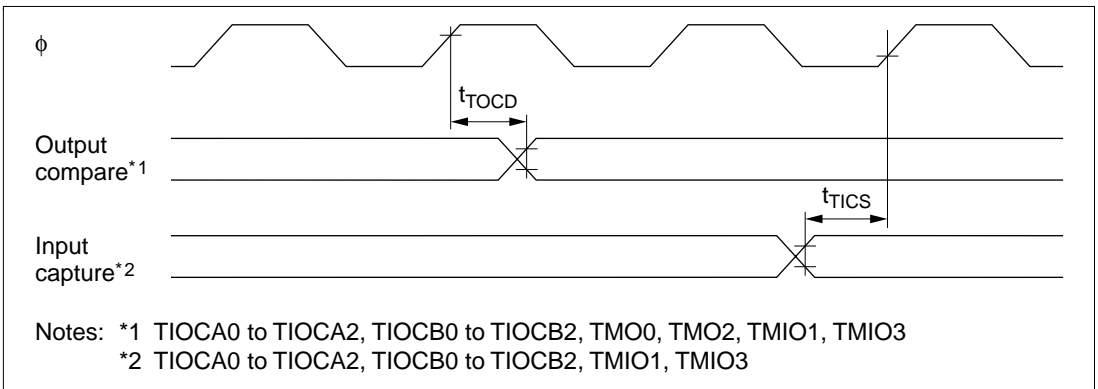 ϕ
tTOCD
Output
compare*1
tTICS
Input
capture*2
Notes: *1 TIOCA0 to TIOCA2, TIOCB0 to TIOCB2, TMO0, TMO2, TMIO1, TMIO3
*2 TIOCA0 to TIOCA2, TIOCB0 to TIOCB2, TMIO1, TMIO3